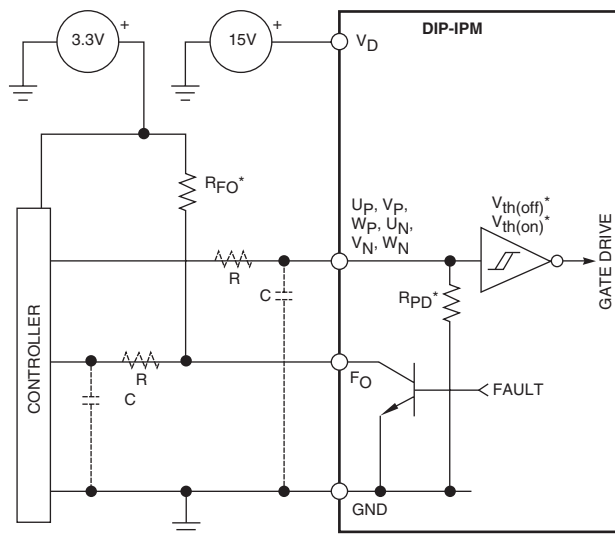 3.3V
+
15V
+
DIP-IPM
VD
RFO*
UP, VP,
WP, UN,
VN, WN
Vth(off)*
Vth(on)*
GATE DRIVE
R
C
RPD*
CONTROLLER
R
C
FO
FAULT
GND